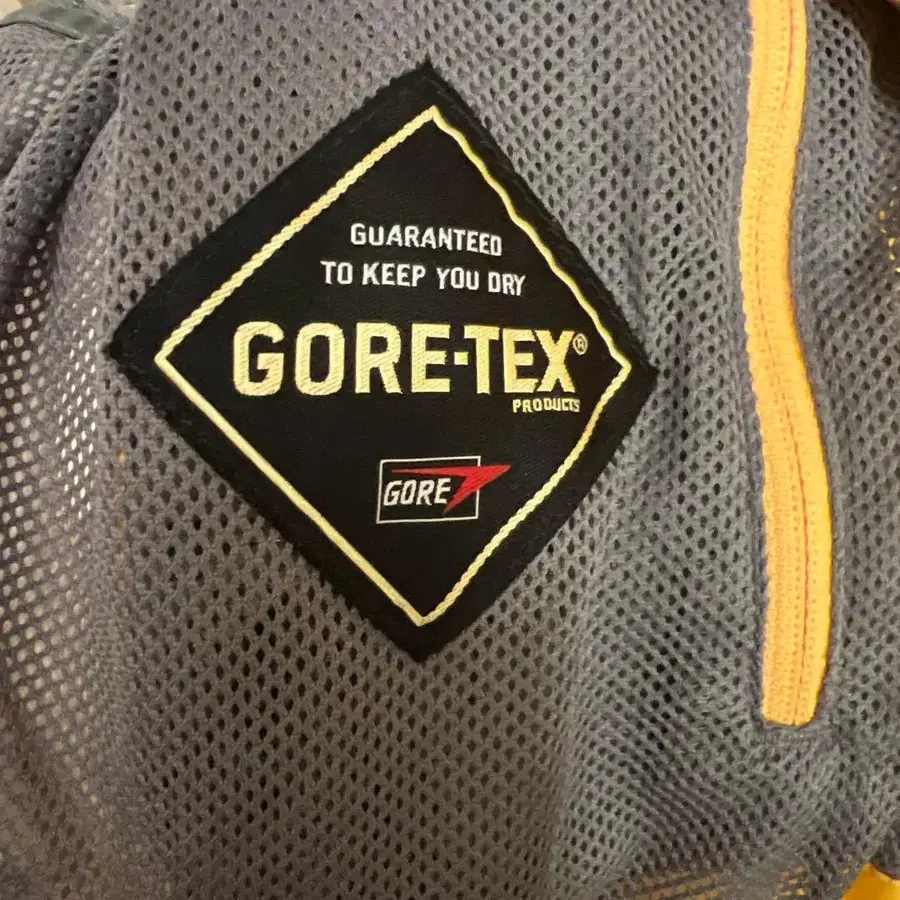 GUARANTEED
TO KEEP YOU DRY
GORE-TEX®
PRODUCTS
GORE